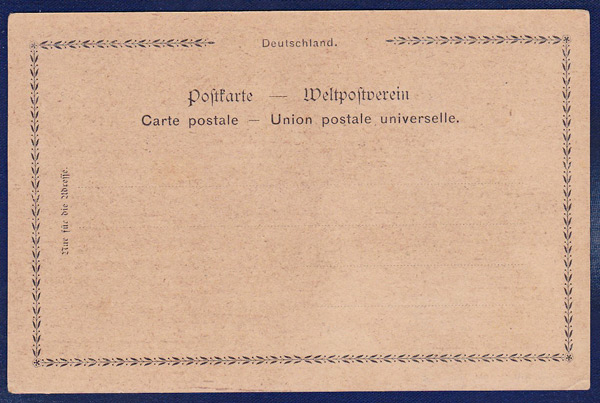 Deutschland.
Postkarte — Weltpostverein
Carte postale — Union postale universelle.
Nur für die Adresse.